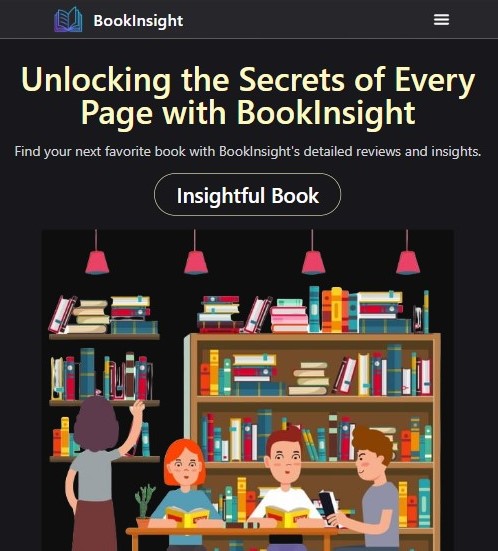 BookInsight
Unlocking the Secrets of Every
Page with BookInsight
Find your next favorite book with BookInsight's detailed reviews and insights.
Insightful Book